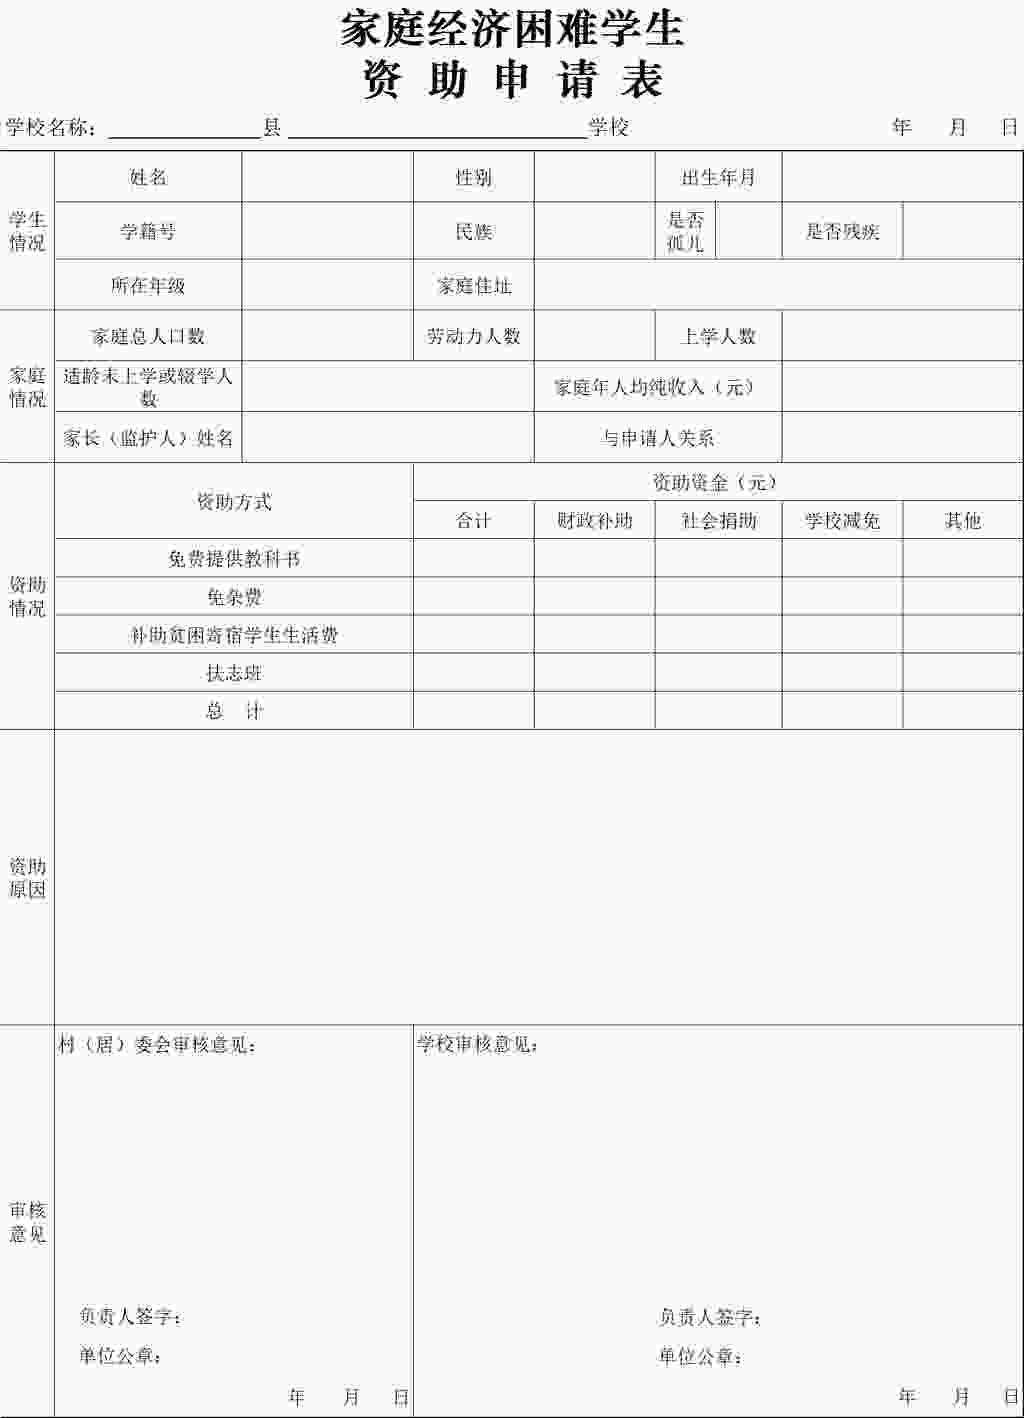 家庭经济困难学生
资 助 申 请 表
学校名称：______________县 ____________________________学校 年 月 日
学生情况
姓名 性别 出生年月
学籍号 民族 是否孤儿 是否残疾
所在年级 家庭住址
家庭情况
家庭总人口数 劳动力人数 上学人数
适龄未上学或辍学人数 家庭年人均纯收入（元）
家长（监护人）姓名 与申请人关系
资助情况
资助方式 资助资金（元）
合计 财政补助 社会捐助 学校减免 其他
免费提供教科书
免杂费
补助贫困寄宿学生生活费
扶志班
总 计
资助原因
审核意见
村（居）委会审核意见：
负责人签字：
单位公章：
年 月 日
学校审核意见：
负责人签字：
单位公章：
年 月 日